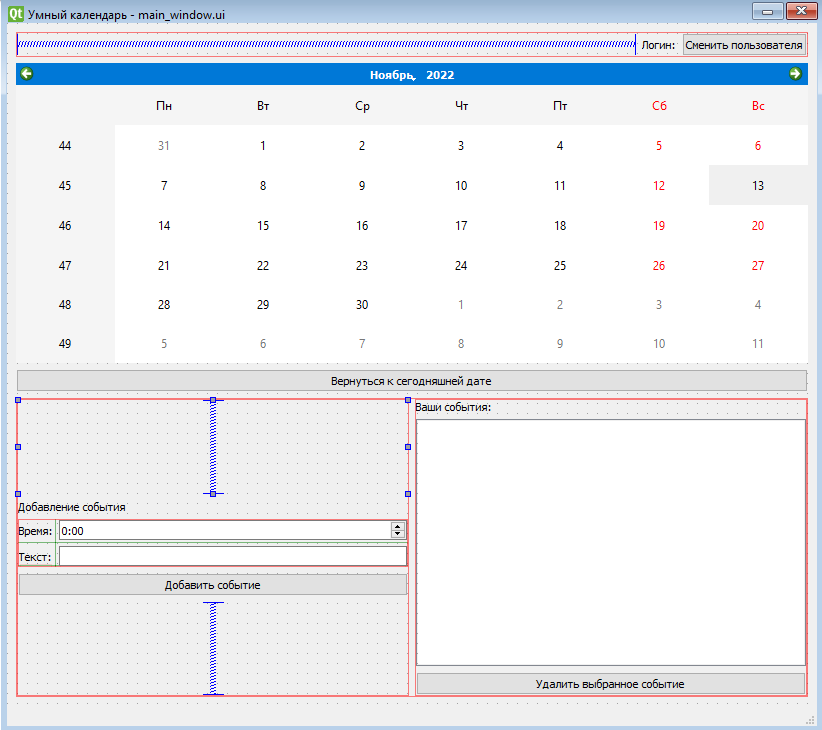 Qt Умный календарь - main_window.ui
Логин: Сменить пользователя
Ноябрь, 2022
Пн Вт Ср Чт Пт Сб Вс
44 31 1 2 3 4 5 6
45 7 8 9 10 11 12 13
46 14 15 16 17 18 19 20
47 21 22 23 24 25 26 27
48 28 29 30 1 2 3 4
49 5 6 7 8 9 10 11
Вернуться к сегодняшней дате
Ваши события:
Добавление события
Время: 0:00
Текст:
Добавить событие
Удалить выбранное событие